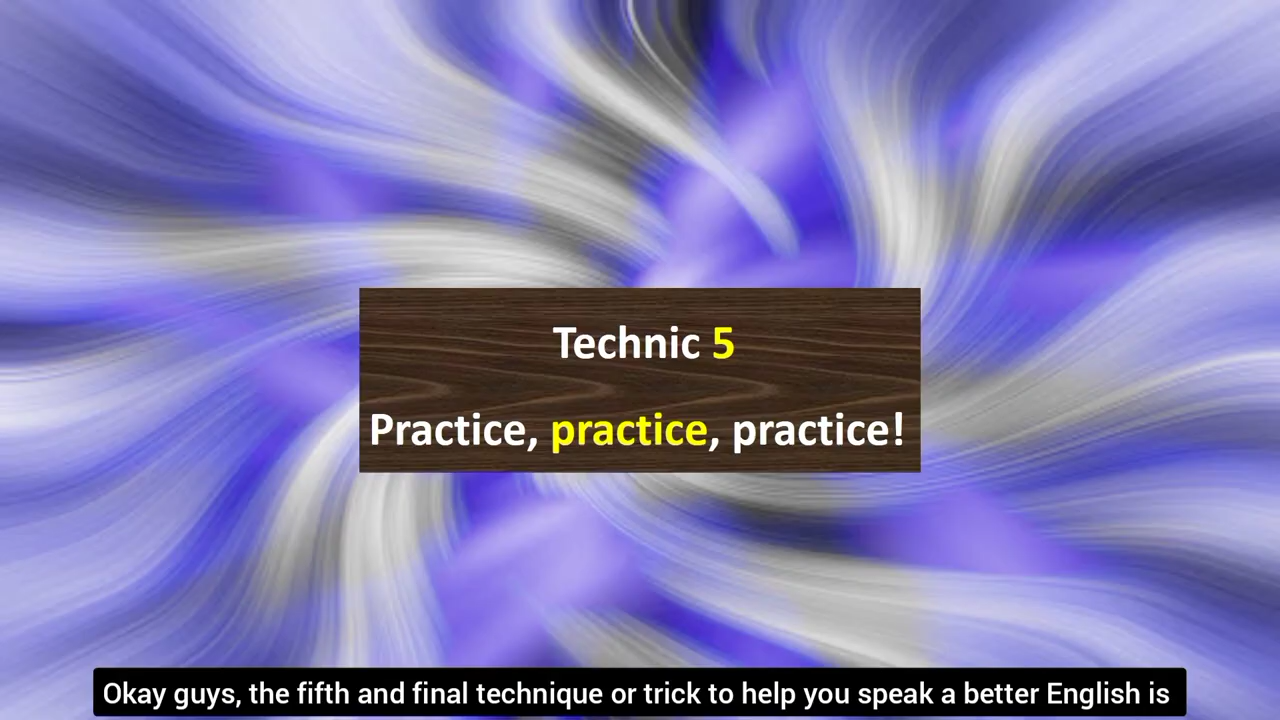 Technic 5
Practice, practice, practice!
Okay guys, the fifth and final technique or trick to help you speak a better English is